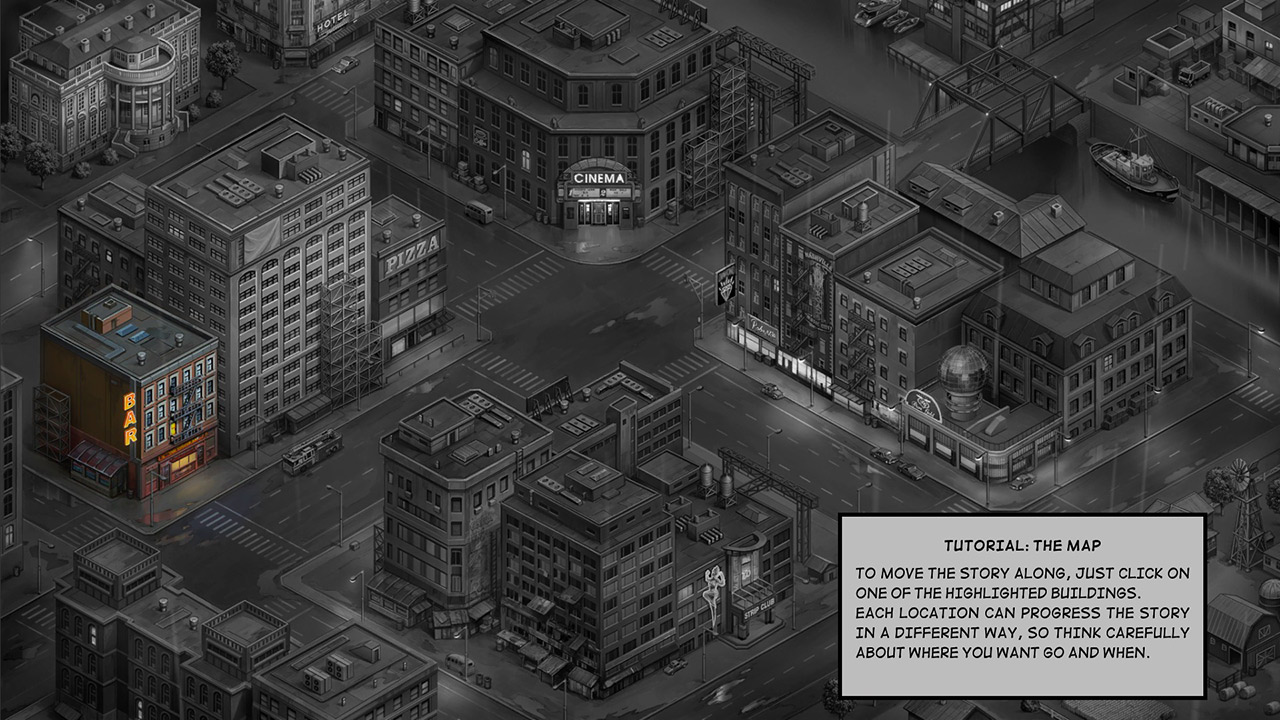 HOTEL
CINEMA
PIZZA
BAR
STRIP CLUB
TUTORIAL: THE MAP
TO MOVE THE STORY ALONG, JUST CLICK ON
ONE OF THE HIGHLIGHTED BUILDINGS.
EACH LOCATION CAN PROGRESS THE STORY
IN A DIFFERENT WAY, SO THINK CAREFULLY
ABOUT WHERE YOU WANT GO AND WHEN.